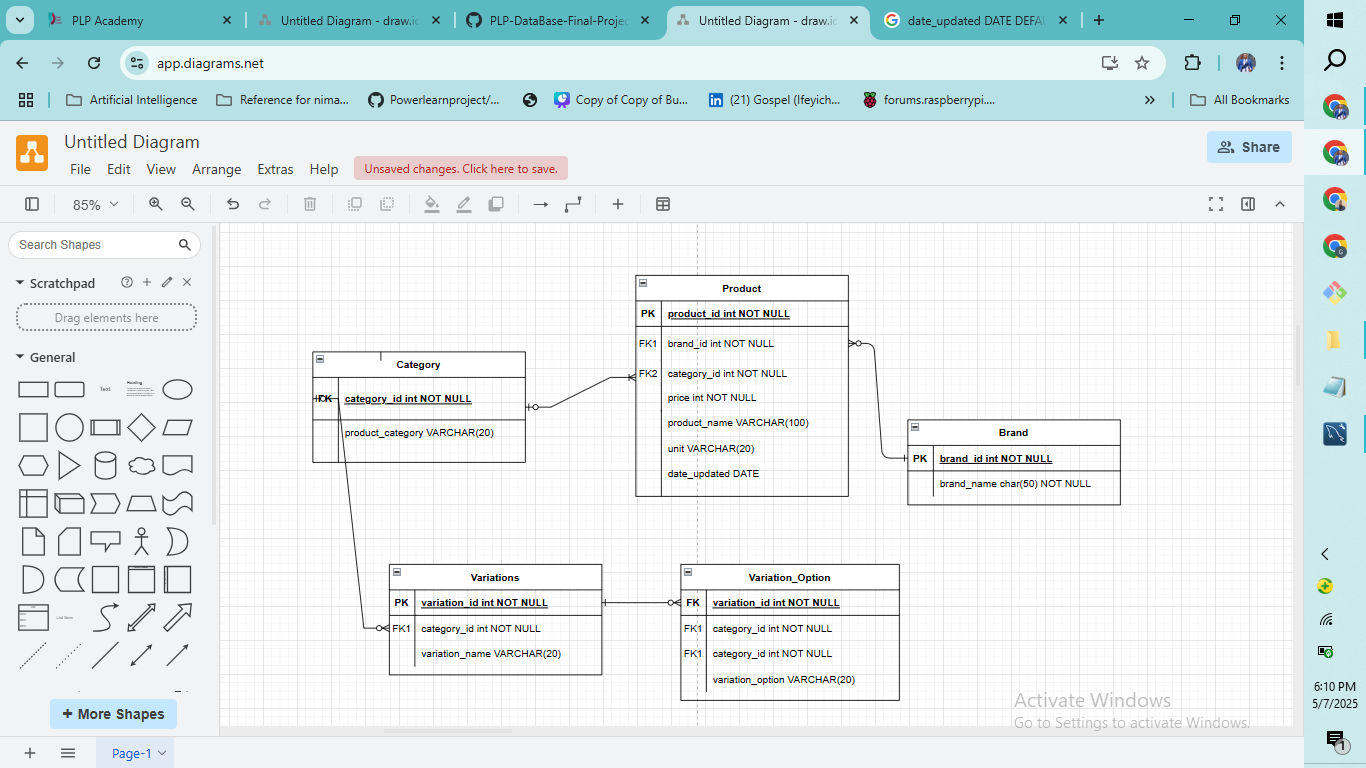 PLP Academy
Untitled Diagram - draw.io
PLP-DataBase-Final-Projec
Untitled Diagram - draw.io
date_updated DATE DEFA
app.diagrams.net
Artificial Intelligence
Reference for nima...
Powerlearnproject/...
Copy of Copy of Bu...
(21) Gospel (Ifeyich...
forums.raspberrypi....
All Bookmarks
Untitled Diagram
File Edit View Arrange Extras Help
Unsaved changes. Click here to save.
Share
85%
Search Shapes
Scratchpad
Drag elements here
General
Text
Heading
List Item
+ More Shapes
Product
PK product_id int NOT NULL
FK1 brand_id int NOT NULL
FK2 category_id int NOT NULL
price int NOT NULL
product_name VARCHAR(100)
unit VARCHAR(20)
date_updated DATE
Category
PK category_id int NOT NULL
product_category VARCHAR(20)
Brand
PK brand_id int NOT NULL
brand_name char(50) NOT NULL
Variations
PK variation_id int NOT NULL
FK1 category_id int NOT NULL
variation_name VARCHAR(20)
Variation_Option
FK variation_id int NOT NULL
FK1 category_id int NOT NULL
FK1 category_id int NOT NULL
variation_option VARCHAR(20)
Activate Windows
Go to Settings to activate Windows.
Page-1
6:10 PM
5/7/2025
1